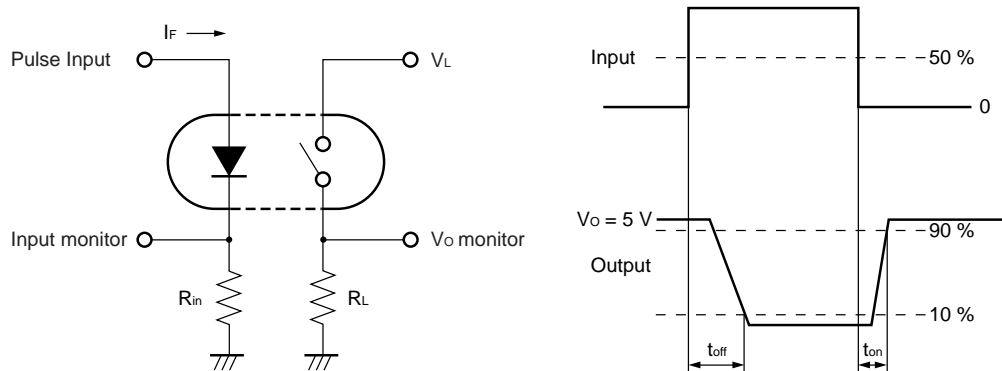 IF
Pulse Input
VL
Input monitor
VO monitor
Rin
RL
Input
50 %
0
VO = 5 V
90 %
Output
10 %
toff
ton